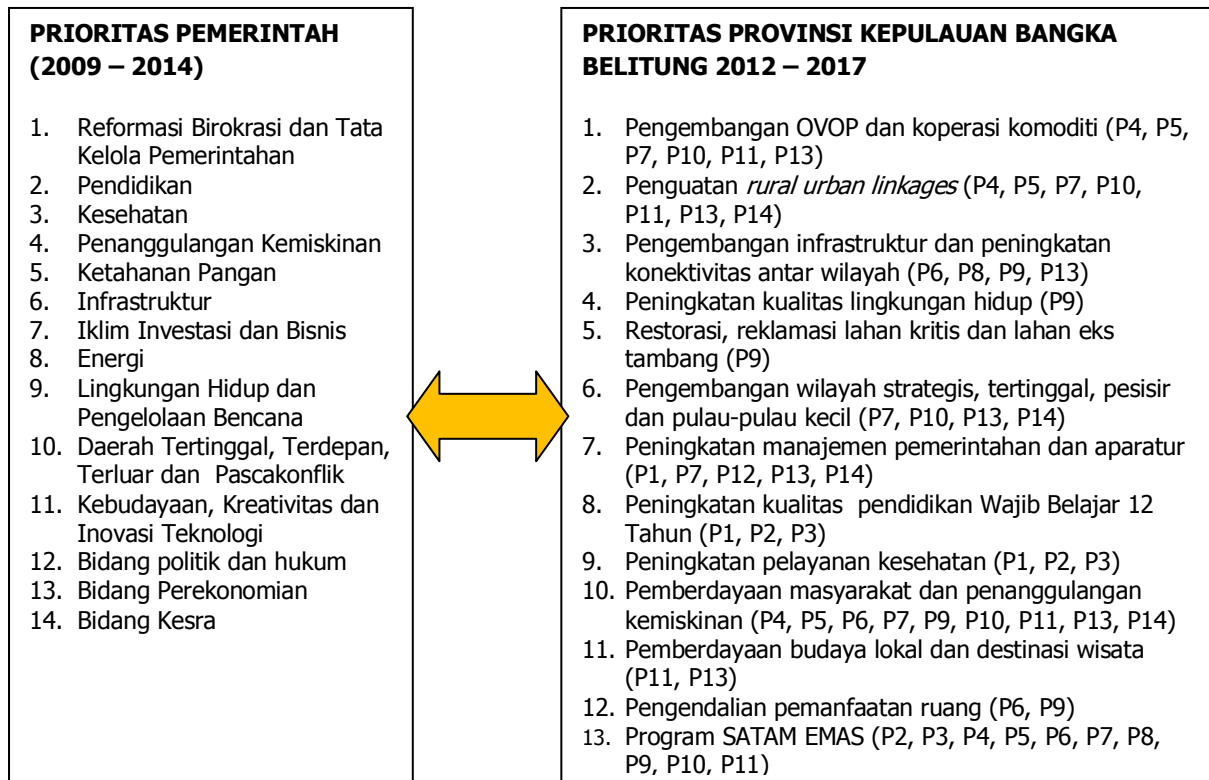 PRIORITAS PEMERINTAH
(2009 – 2014)
1. Reformasi Birokrasi dan Tata
Kelola Pemerintahan
2. Pendidikan
3. Kesehatan
4. Penanggulangan Kemiskinan
5. Ketahanan Pangan
6. Infrastruktur
7. Iklim Investasi dan Bisnis
8. Energi
9. Lingkungan Hidup dan
Pengelolaan Bencana
10. Daerah Tertinggal, Terdepan,
Terluar dan Pascakonflik
11. Kebudayaan, Kreativitas dan
Inovasi Teknologi
12. Bidang politik dan hukum
13. Bidang Perekonomian
14. Bidang Kesra
PRIORITAS PROVINSI KEPULAUAN BANGKA
BELITUNG 2012 – 2017
1. Pengembangan OVOP dan koperasi komoditi (P4, P5,
P7, P10, P11, P13)
2. Penguatan rural urban linkages (P4, P5, P7, P10,
P11, P13, P14)
3. Pengembangan infrastruktur dan peningkatan
konektivitas antar wilayah (P6, P8, P9, P13)
4. Peningkatan kualitas lingkungan hidup (P9)
5. Restorasi, reklamasi lahan kritis dan lahan eks
tambang (P9)
6. Pengembangan wilayah strategis, tertinggal, pesisir
dan pulau-pulau kecil (P7, P10, P13, P14)
7. Peningkatan manajemen pemerintahan dan aparatur
(P1, P7, P12, P13, P14)
8. Peningkatan kualitas pendidikan Wajib Belajar 12
Tahun (P1, P2, P3)
9. Peningkatan pelayanan kesehatan (P1, P2, P3)
10. Pemberdayaan masyarakat dan penanggulangan
kemiskinan (P4, P5, P6, P7, P9, P10, P11, P13, P14)
11. Pemberdayaan budaya lokal dan destinasi wisata
(P11, P13)
12. Pengendalian pemanfaatan ruang (P6, P9)
13. Program SATAM EMAS (P2, P3, P4, P5, P6, P7, P8,
P9, P10, P11)